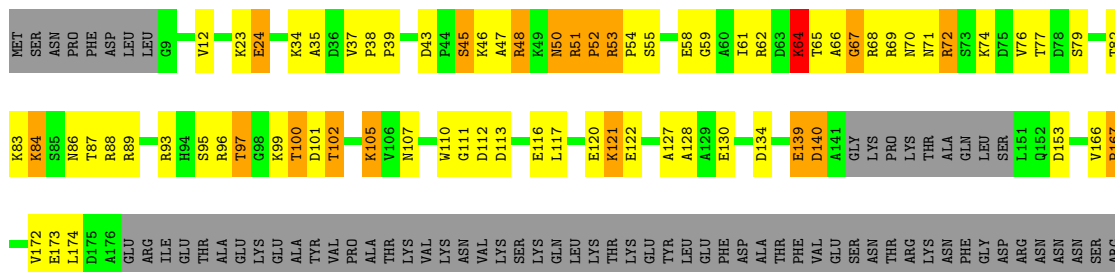 MET SER ASN PRO PHE ASP LEU LEU G9 V12 K23 E24 K34 A35 D36 V37 P38 P39 D43 P44 S45 K46 A47 R48 K49 N50 R51 P52 R53 P54 S55 E58 G59 A60 I61 R62 D63 K64 T65 A66 G67 R68 R69 N70 N71 R72 S73 K74 D75 V76 T77 D78 S79 T82
K83 K84 S85 N86 T87 R88 R89 R93 H94 S95 R96 T97 G98 K99 T100 D101 T102 K105 V106 N107 W110 G111 D112 D113 E116 L117 E120 K121 E122 A127 A128 A129 E130 D134 E139 D140 A141 GLY LYS PRO LYS THR ALA GLN LEU SER L151 Q152 D153 V166
V172 E173 L174 D175 A176 GLU ARG ILE GLU THR ALA GLU LYS GLU ALA TYR VAL PRO ALA THR LYS VAL LYS ASN VAL LYS SER LYS GLN LEU LYS THR LYS GLU TYR LEU GLU PHE ASP ALA THR PHE VAL GLU SER ASN THR ARG LYS ASN PHE GLY ASP ARG ASN ASN ASN SER